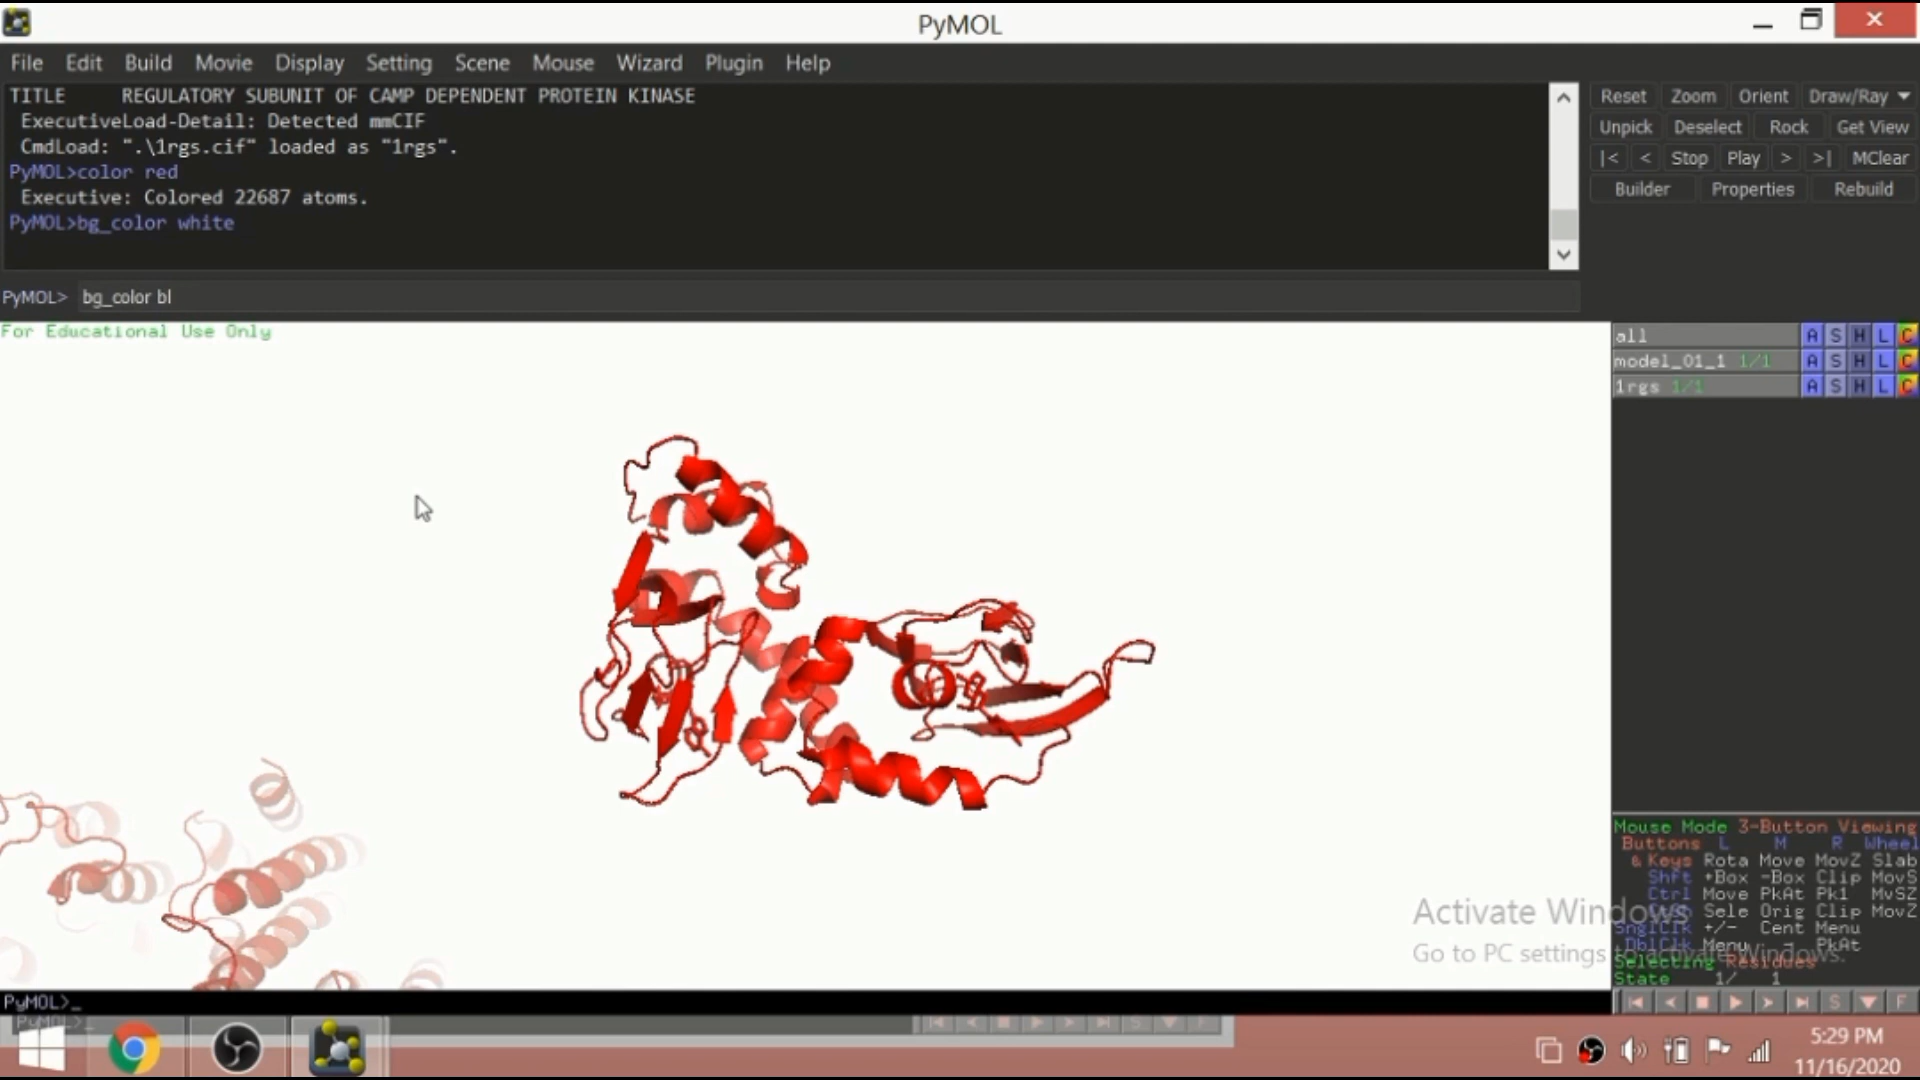 PyMOL
File Edit Build Movie Display Setting Scene Mouse Wizard Plugin Help
TITLE REGULATORY SUBUNIT OF CAMP DEPENDENT PROTEIN KINASE
ExecutiveLoad-Detail: Detected mmCIF
CmdLoad: ".\1rgs.cif" loaded as "1rgs".
PyMOL>color red
Executive: Colored 22687 atoms.
PyMOL>bg_color white
PyMOL> bg_color bl
Reset Zoom Orient Draw/Ray
Unpick Deselect Rock Get View
|< < Stop Play > >| MClear
Builder Properties Rebuild
For Educational Use Only
all A S H L C
model_01_1 1/1 A S H L C
1rgs 1/1 A S H L C
Mouse Mode 3-Button Viewing
Buttons L M R Wheel
& Keys Rota Move MovZ Slab
Shft +Box -Box Clip MovS
Ctrl Move PkAt Pk1 MvSZ
Sele Orig Clip MovZ
SnglClk +/- Cent Menu
DblClk Menu - PkAt
Selecting Residues
State 1/ 1
Activate Windows
Go to PC settings to activate Windows.
PyMOL>_
PyMOL>_
S F
5:29 PM
11/16/2020